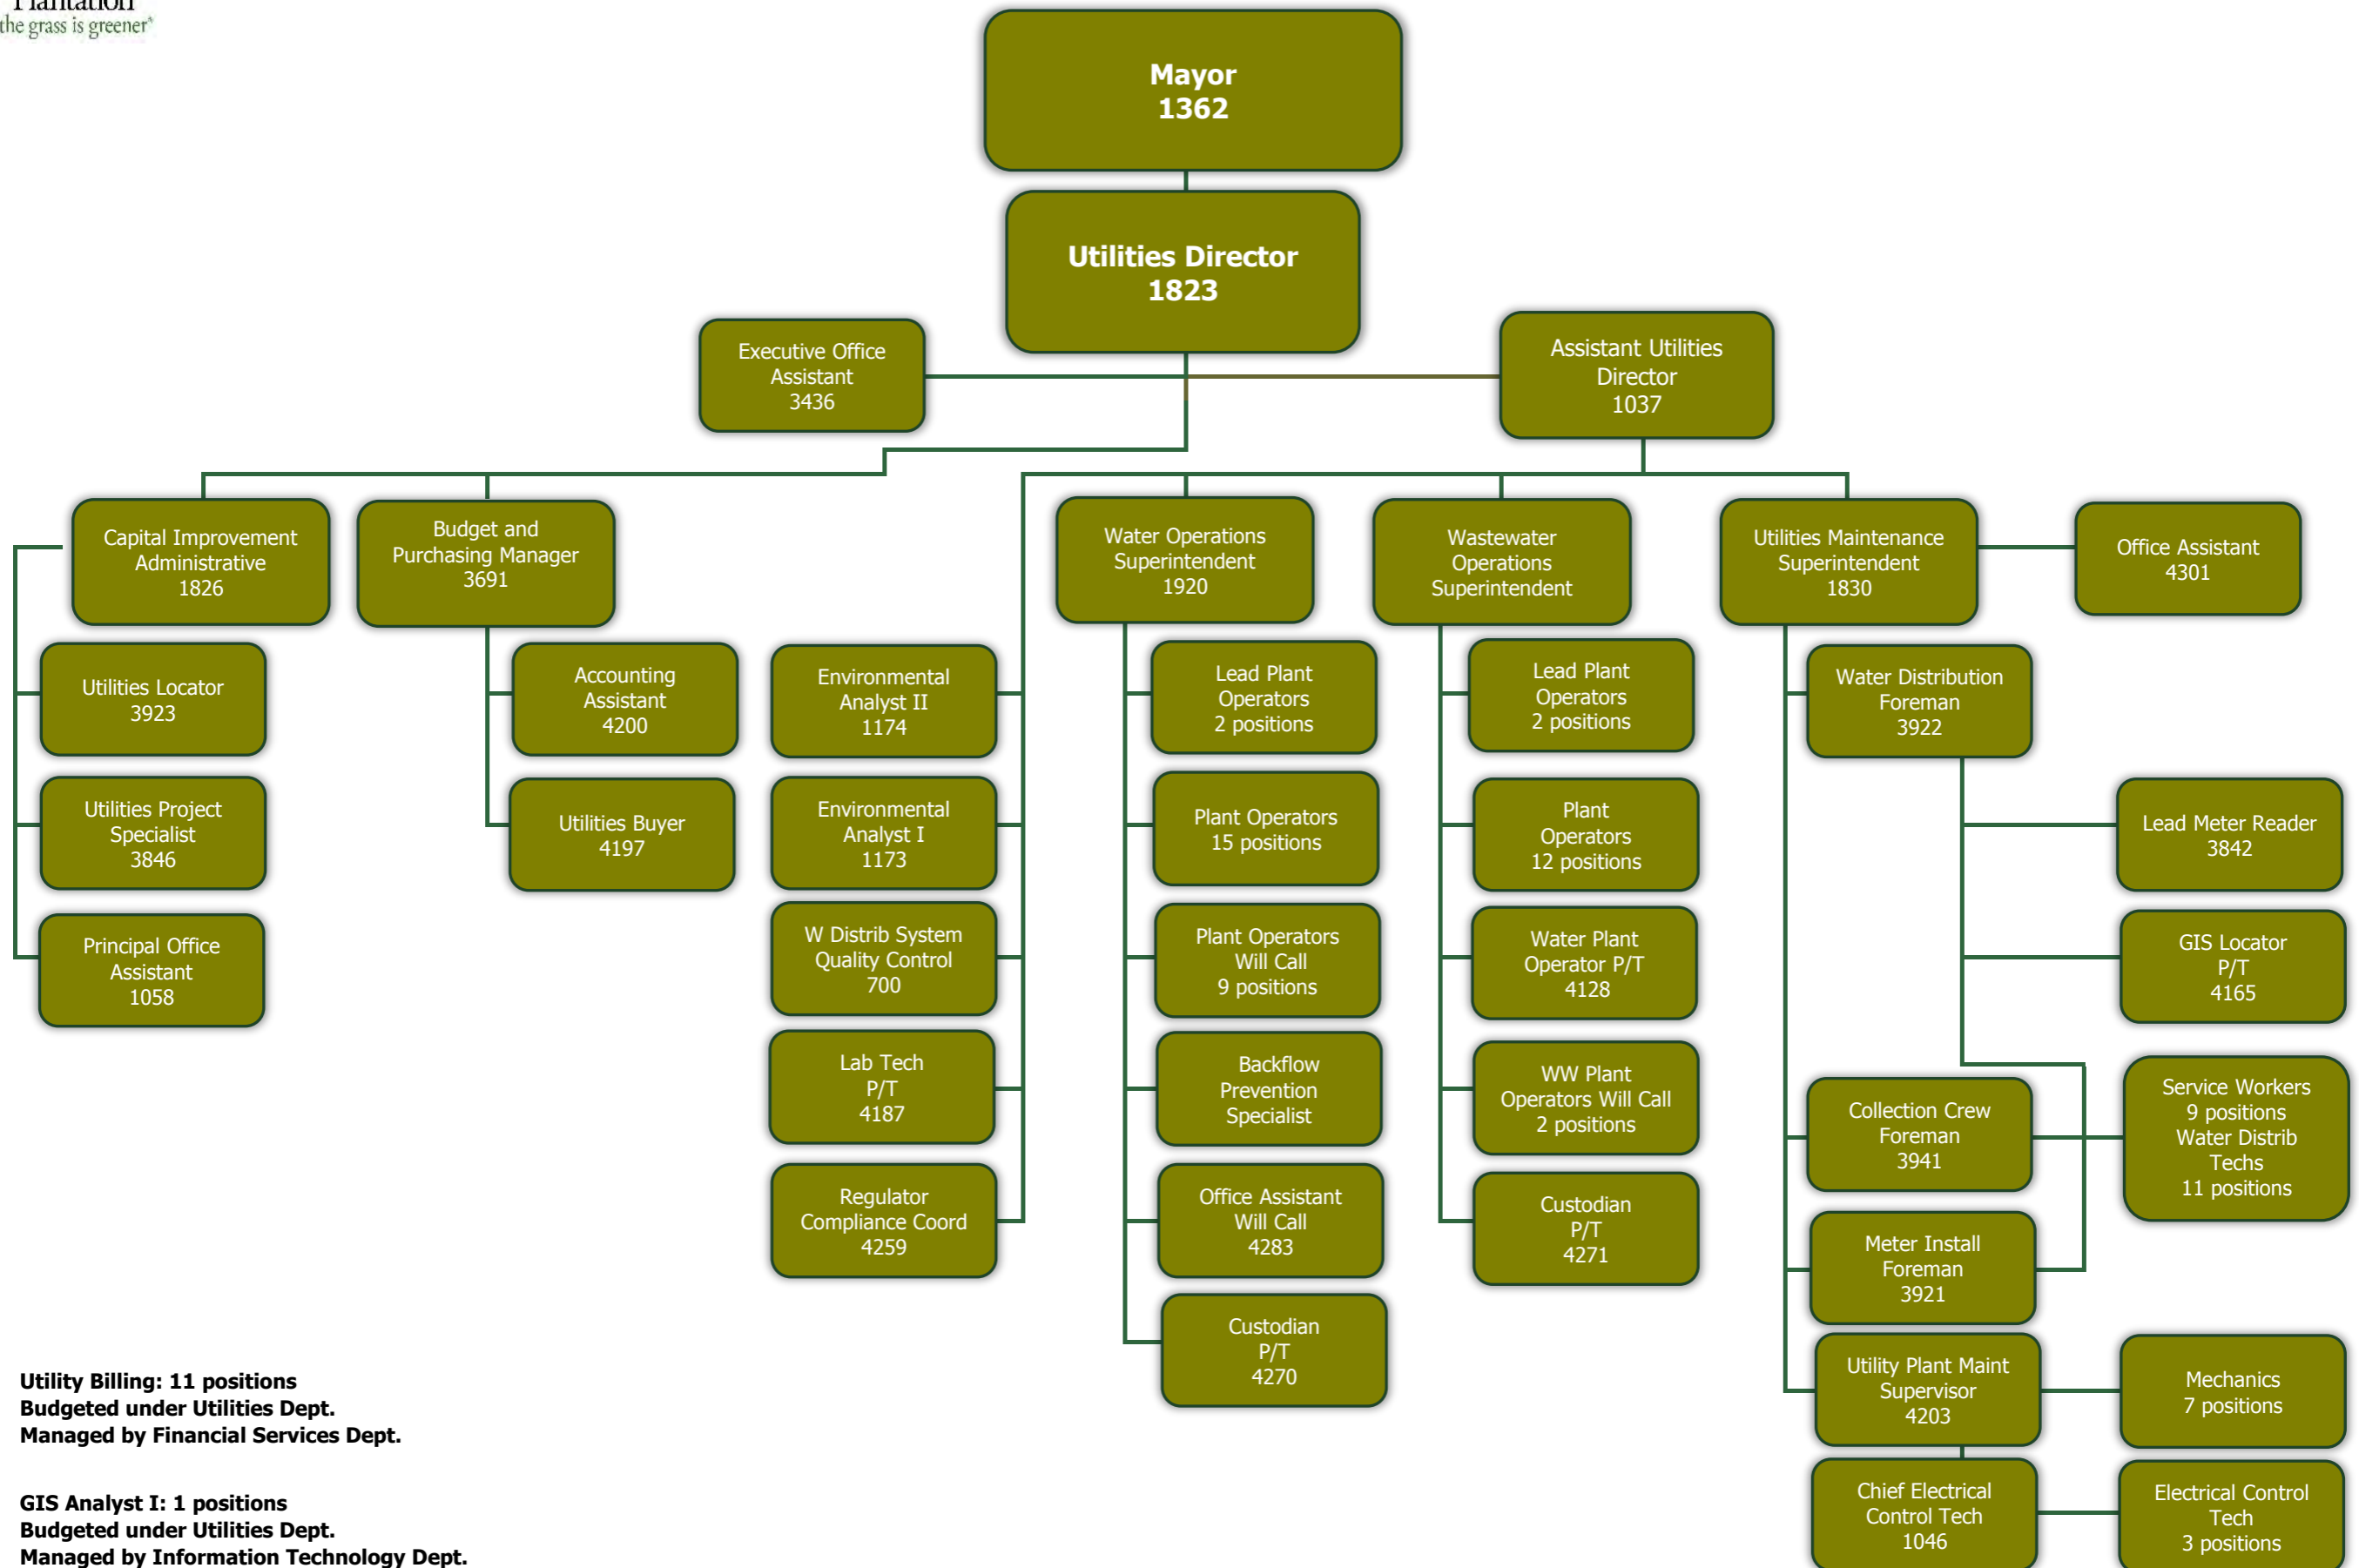 Plantation
the grass is greener®
Mayor
1362
Utilities Director
1823
Executive Office
Assistant
3436
Assistant Utilities
Director
1037
Capital Improvement
Administrative
1826
Budget and
Purchasing Manager
3691
Water Operations
Superintendent
1920
Wastewater
Operations
Superintendent
Utilities Maintenance
Superintendent
1830
Office Assistant
4301
Utilities Locator
3923
Utilities Project
Specialist
3846
Principal Office
Assistant
1058
Accounting
Assistant
4200
Utilities Buyer
4197
Environmental
Analyst II
1174
Environmental
Analyst I
1173
W Distrib System
Quality Control
700
Lab Tech
P/T
4187
Regulator
Compliance Coord
4259
Lead Plant
Operators
2 positions
Plant Operators
15 positions
Plant Operators
Will Call
9 positions
Backflow
Prevention
Specialist
Office Assistant
Will Call
4283
Custodian
P/T
4270
Lead Plant
Operators
2 positions
Plant
Operators
12 positions
Water Plant
Operator P/T
4128
WW Plant
Operators Will Call
2 positions
Custodian
P/T
4271
Water Distribution
Foreman
3922
Lead Meter Reader
3842
GIS Locator
P/T
4165
Collection Crew
Foreman
3941
Service Workers
9 positions
Water Distrib
Techs
11 positions
Meter Install
Foreman
3921
Utility Plant Maint
Supervisor
4203
Mechanics
7 positions
Chief Electrical
Control Tech
1046
Electrical Control
Tech
3 positions
Utility Billing: 11 positions
Budgeted under Utilities Dept.
Managed by Financial Services Dept.
GIS Analyst I: 1 positions
Budgeted under Utilities Dept.
Managed by Information Technology Dept.